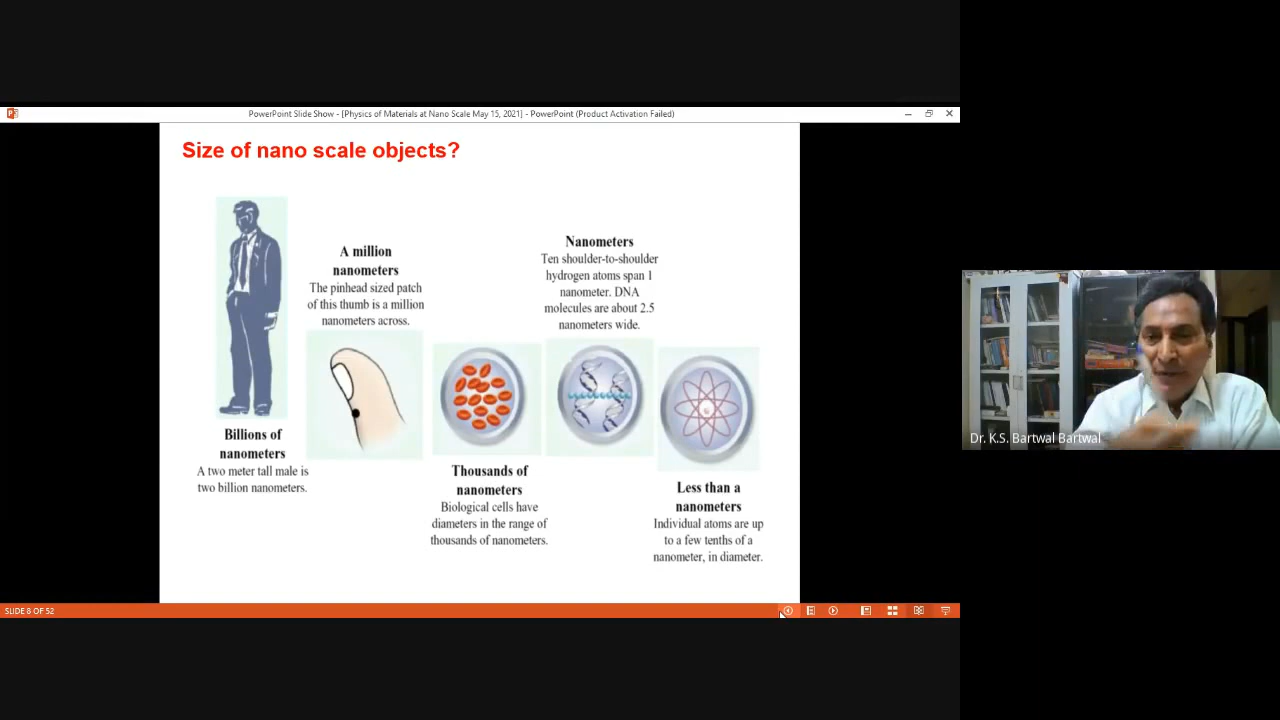 PowerPoint Slide Show - [Physics of Materials at Nano Scale May 15, 2021] - PowerPoint (Product Activation Failed)
Size of nano scale objects?
Billions of
nanometers
A two meter tall male is
two billion nanometers.
A million
nanometers
The pinhead sized patch
of this thumb is a million
nanometers across.
Thousands of
nanometers
Biological cells have
diameters in the range of
thousands of nanometers.
Nanometers
Ten shoulder-to-shoulder
hydrogen atoms span 1
nanometer. DNA
molecules are about 2.5
nanometers wide.
Less than a
nanometers
Individual atoms are up
to a few tenths of a
nanometer, in diameter.
Dr. K.S. Bartwal Bartwal
SLIDE 8 OF 52